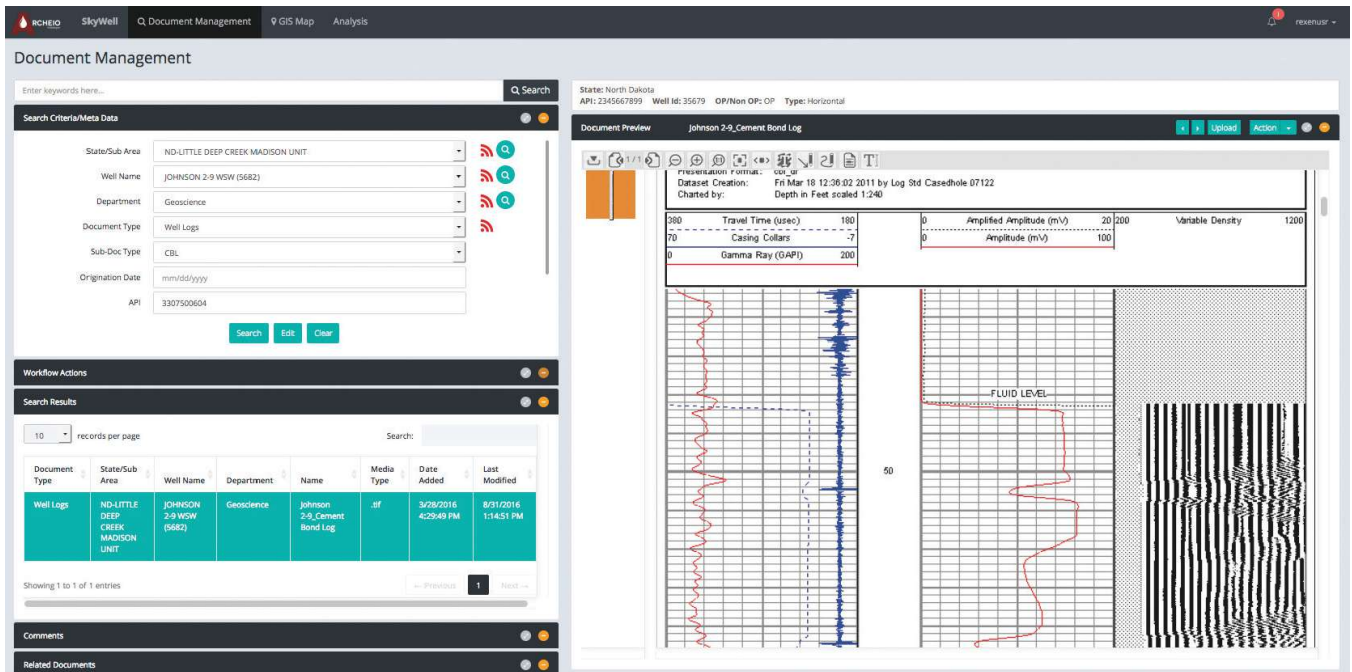 ARCHEIO SkyWell Document Management GIS Map Analysis 1 rexenusr
Document Management
Enter keywords here... Search
Search Criteria/Meta Data
State/Sub Area ND-LITTLE DEEP CREEK MADISON UNIT
Well Name JOHNSON 2-9 WSW (5682)
Department Geoscience
Document Type Well Logs
Sub-Doc Type CBL
Origination Date mm/dd/yyyy
API 3307500604
Search Edit Clear
Workflow Actions
Search Results
10 records per page Search:
Document Type State/Sub Area Well Name Department Name Media Type Date Added Last Modified
Well Logs ND-LITTLE DEEP CREEK MADISON UNIT JOHNSON 2-9 WSW (5682) Geoscience Johnson 2-9_Cement Bond Log .tif 3/28/2016 4:29:49 PM 8/31/2016 1:14:51 PM
Showing 1 to 1 of 1 entries ← Previous 1 Next →
Comments
Related Documents
State: North Dakota
API: 2345667899 Well Id: 35679 OP/Non OP: OP Type: Horizontal
Document Preview Johnson 2-9_Cement Bond Log Upload Action
1/1
Presentation Format: cbl_dr
Dataset Creation: Fri Mar 18 12:36:02 2011 by Log Std Casedhole 07122
Charted by: Depth in Feet scaled 1:240
380 Travel Time (usec) 180 0 Amplified Amplitude (mV) 20 200 Variable Density 1200
70 Casing Collars -7 0 Amplitude (mV) 100
0 Gamma Ray (GAPI) 200
FLUID LEVEL
50